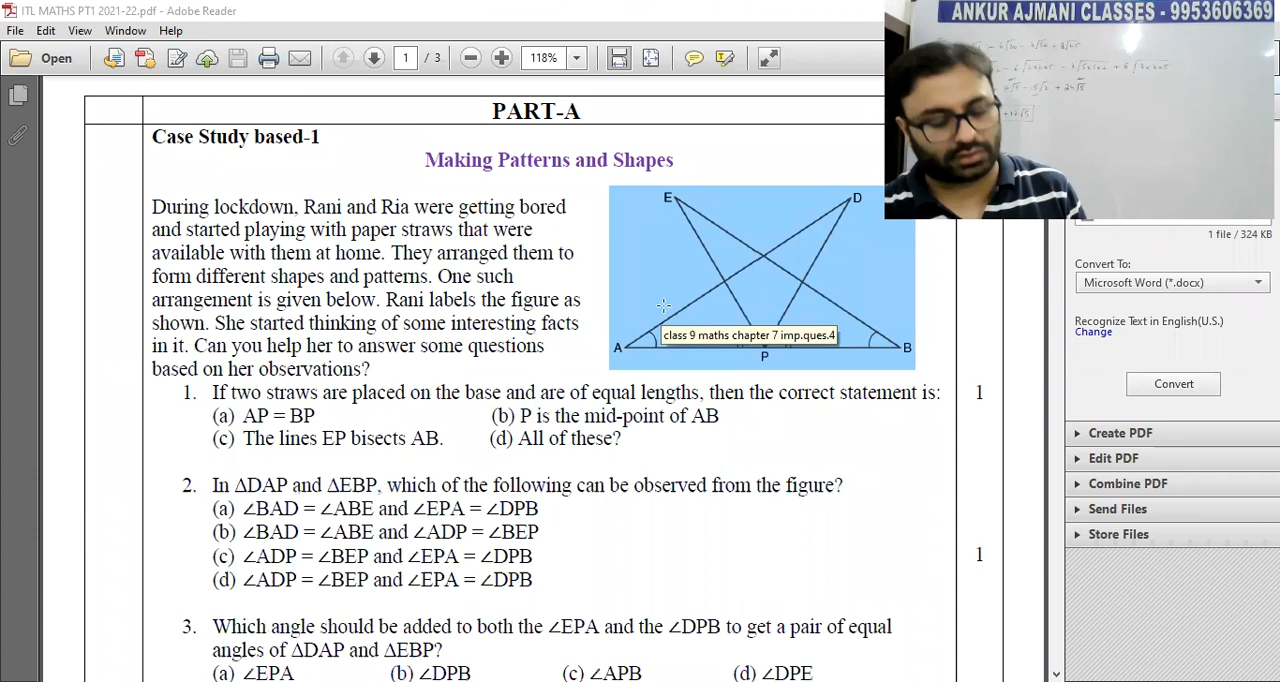 ITL MATHS PT1 2021-22.pdf - Adobe Reader
File Edit View Window Help
Open 1 / 3 118%
ANKUR AJMANI CLASSES - 9953606369
PART-A
Case Study based-1
Making Patterns and Shapes
During lockdown, Rani and Ria were getting bored
and started playing with paper straws that were
available with them at home. They arranged them to
form different shapes and patterns. One such
arrangement is given below. Rani labels the figure as
shown. She started thinking of some interesting facts
in it. Can you help her to answer some questions
based on her observations?
E D
A P B
class 9 maths chapter 7 imp.ques.4
1. If two straws are placed on the base and are of equal lengths, then the correct statement is: 1
(a) AP = BP (b) P is the mid-point of AB
(c) The lines EP bisects AB. (d) All of these?
2. In ΔDAP and ΔEBP, which of the following can be observed from the figure?
(a) ∠BAD = ∠ABE and ∠EPA = ∠DPB
(b) ∠BAD = ∠ABE and ∠ADP = ∠BEP
(c) ∠ADP = ∠BEP and ∠EPA = ∠DPB 1
(d) ∠ADP = ∠BEP and ∠EPA = ∠DPB
3. Which angle should be added to both the ∠EPA and the ∠DPB to get a pair of equal
angles of ΔDAP and ΔEBP?
(a) ∠EPA (b) ∠DPB (c) ∠APB (d) ∠DPE
1 file / 324 KB
Convert To:
Microsoft Word (*.docx)
Recognize Text in English(U.S.)
Change
Convert
Create PDF
Edit PDF
Combine PDF
Send Files
Store Files